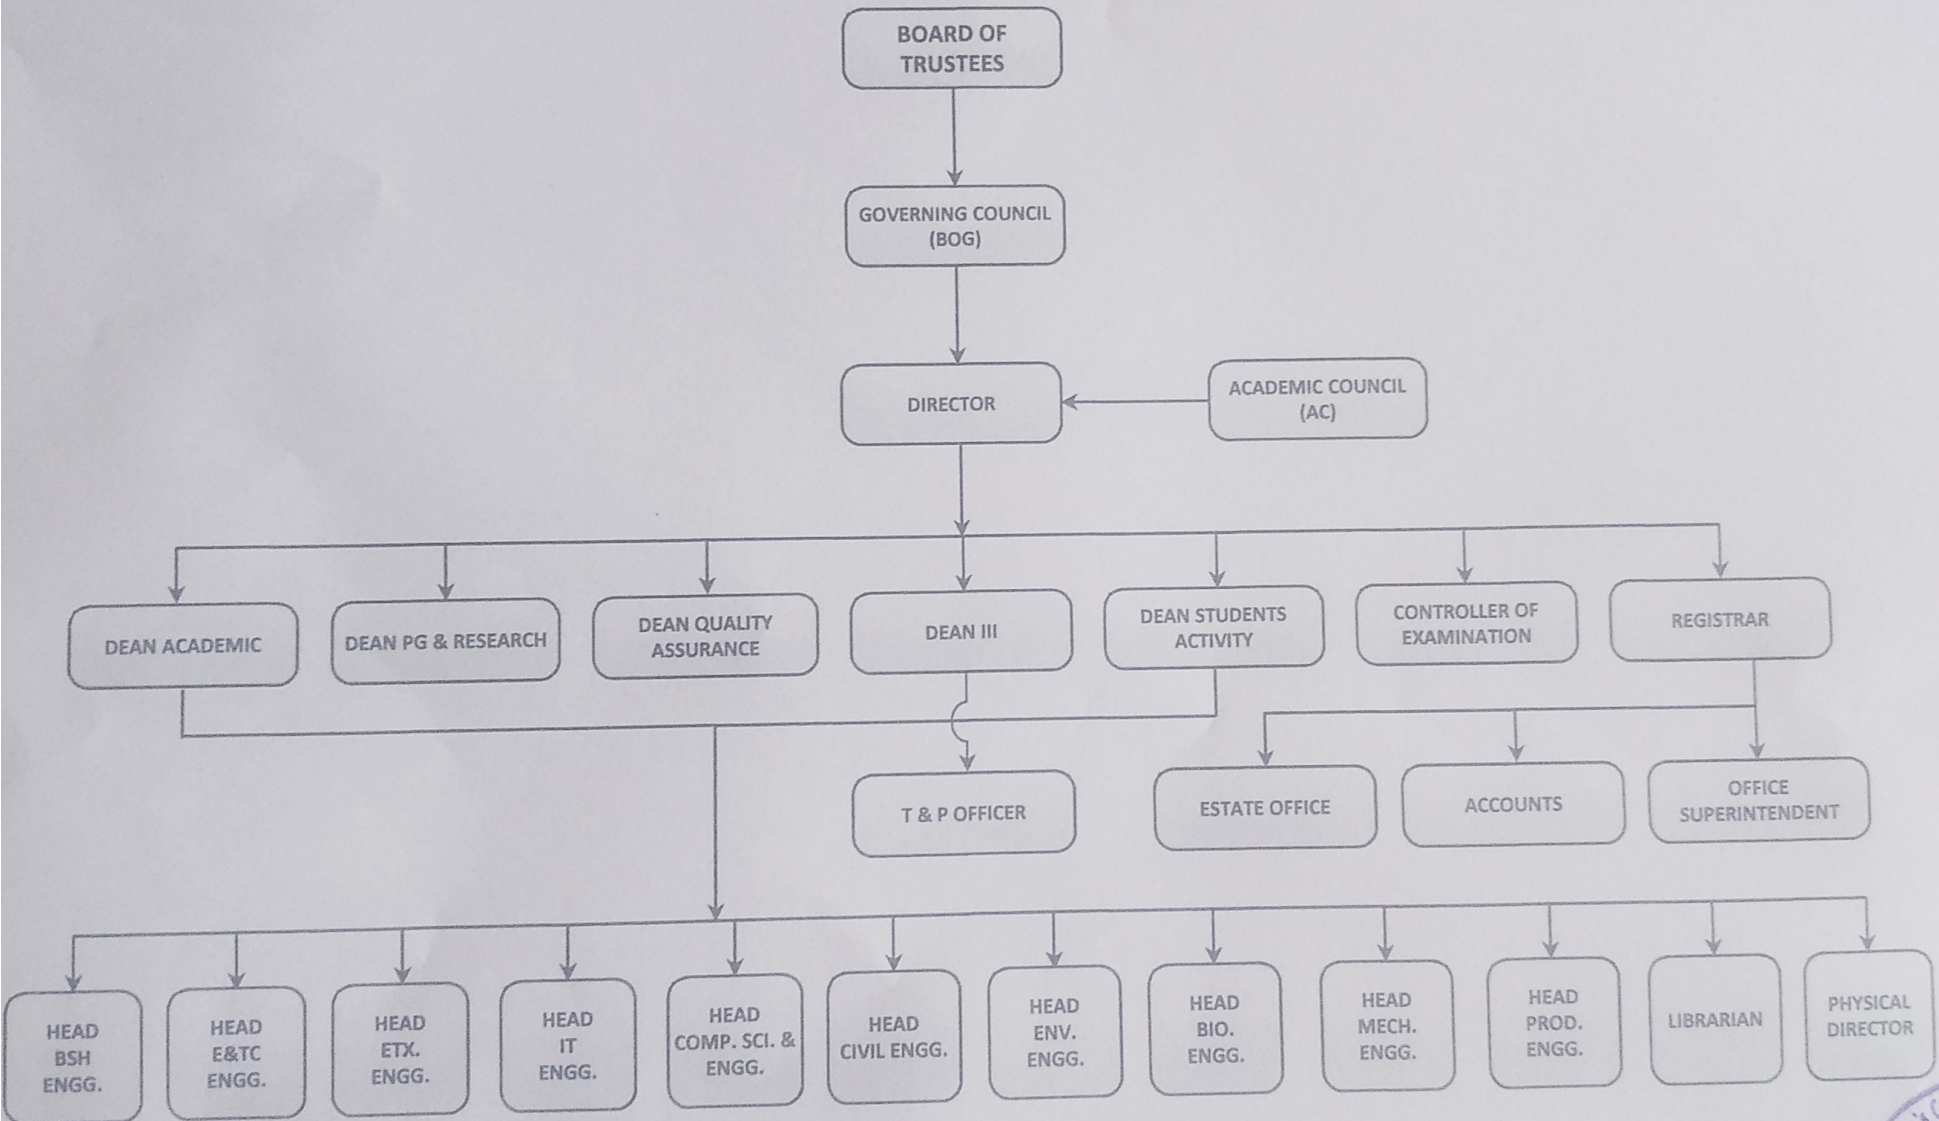 BOARD OF
TRUSTEES
GOVERNING COUNCIL
(BOG)
DIRECTOR
ACADEMIC COUNCIL
(AC)
DEAN ACADEMIC
DEAN PG & RESEARCH
DEAN QUALITY
ASSURANCE
DEAN III
DEAN STUDENTS
ACTIVITY
CONTROLLER OF
EXAMINATION
REGISTRAR
T & P OFFICER
ESTATE OFFICE
ACCOUNTS
OFFICE
SUPERINTENDENT
HEAD
BSH
ENGG.
HEAD
E&TC
ENGG.
HEAD
ETX.
ENGG.
HEAD
IT
ENGG.
HEAD
COMP. SCI. &
ENGG.
HEAD
CIVIL ENGG.
HEAD
ENV.
ENGG.
HEAD
BIO.
ENGG.
HEAD
MECH.
ENGG.
HEAD
PROD.
ENGG.
LIBRARIAN
PHYSICAL
DIRECTOR